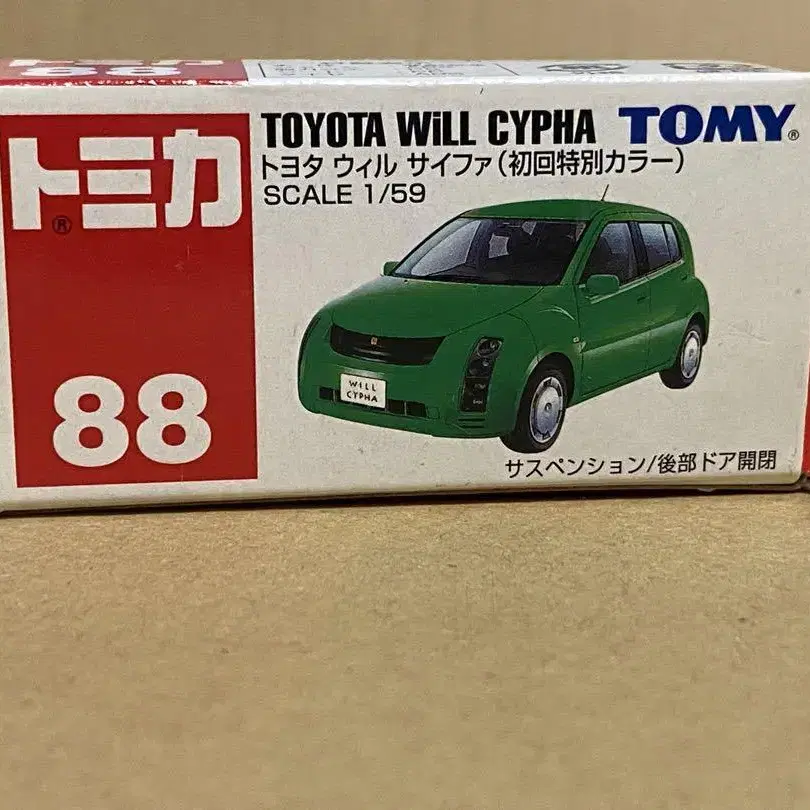 88
トミカ®
TOYOTA WiLL CYPHA TOMY®
トヨタ ウィル サイファ(初回特別カラー)
SCALE 1/59
WiLL
CYPHA
88
サスペンション/後部ドア開閉